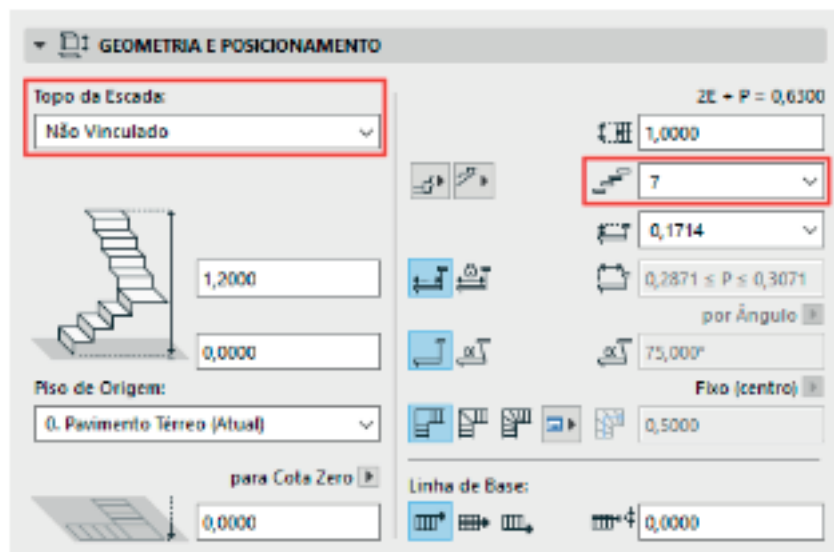 GEOMETRIA E POSICIONAMENTO
Topo da Escada:
Não Vinculado
1,2000
0,0000
Piso de Origem:
0. Pavimento Térreo (Atual)
para Cota Zero
0,0000
2E + P = 0,6300
1,0000
7
0,1714
0,2871 ≤ P ≤ 0,3071
por Ângulo
75,000°
Fixo (centro)
0,5000
Linha de Base:
0,0000